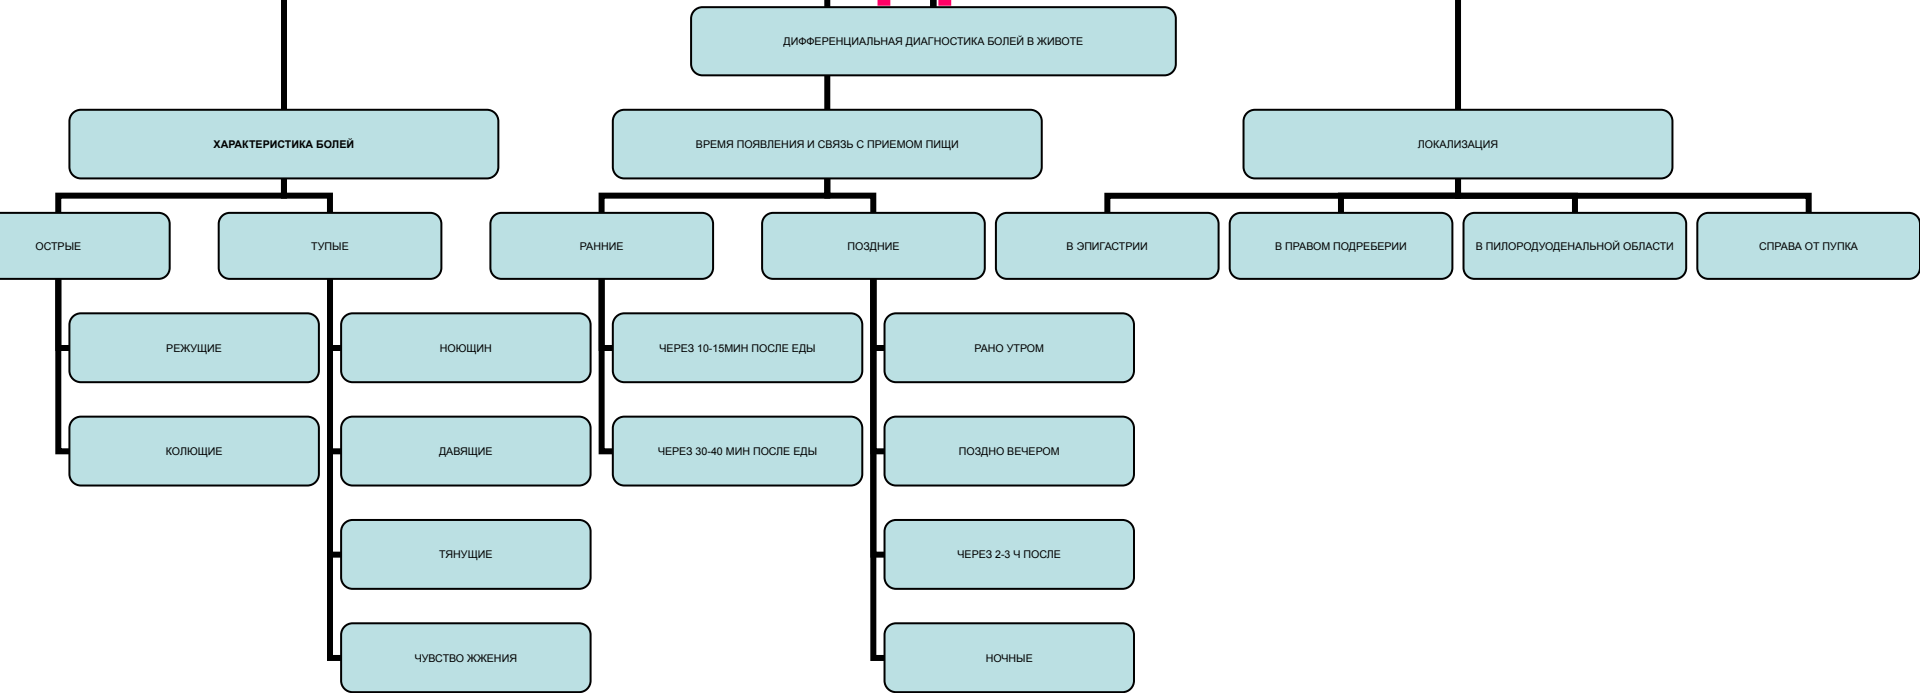 ДИФФЕРЕНЦИАЛЬНАЯ ДИАГНОСТИКА БОЛЕЙ В ЖИВОТЕ
ХАРАКТЕРИСТИКА БОЛЕЙ
ВРЕМЯ ПОЯВЛЕНИЯ И СВЯЗЬ С ПРИЕМОМ ПИЩИ
ЛОКАЛИЗАЦИЯ
ОСТРЫЕ
ТУПЫЕ
РАННИЕ
ПОЗДНИЕ
В ЭПИГАСТРИИ
В ПРАВОМ ПОДРЕБЕРИИ
В ПИЛОРОДУОДЕНАЛЬНОЙ ОБЛАСТИ
СПРАВА ОТ ПУПКА
РЕЖУЩИЕ
НОЮЩИН
ЧЕРЕЗ 10-15МИН ПОСЛЕ ЕДЫ
РАНО УТРОМ
КОЛЮЩИЕ
ДАВЯЩИЕ
ЧЕРЕЗ 30-40 МИН ПОСЛЕ ЕДЫ
ПОЗДНО ВЕЧЕРОМ
ТЯНУЩИЕ
ЧЕРЕЗ 2-3 Ч ПОСЛЕ
ЧУВСТВО ЖЖЕНИЯ
НОЧНЫЕ